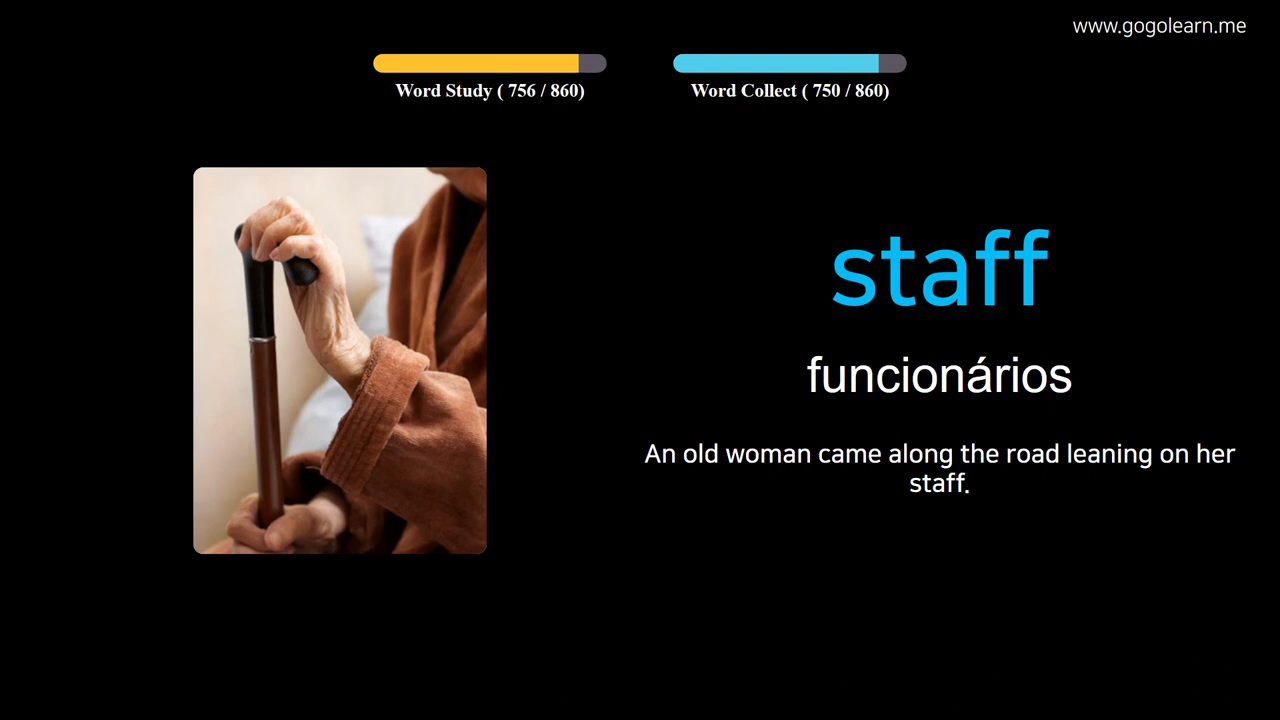 www.gogolearn.me
Word Study ( 756 / 860)
Word Collect ( 750 / 860)
staff
funcionários
An old woman came along the road leaning on her
staff.